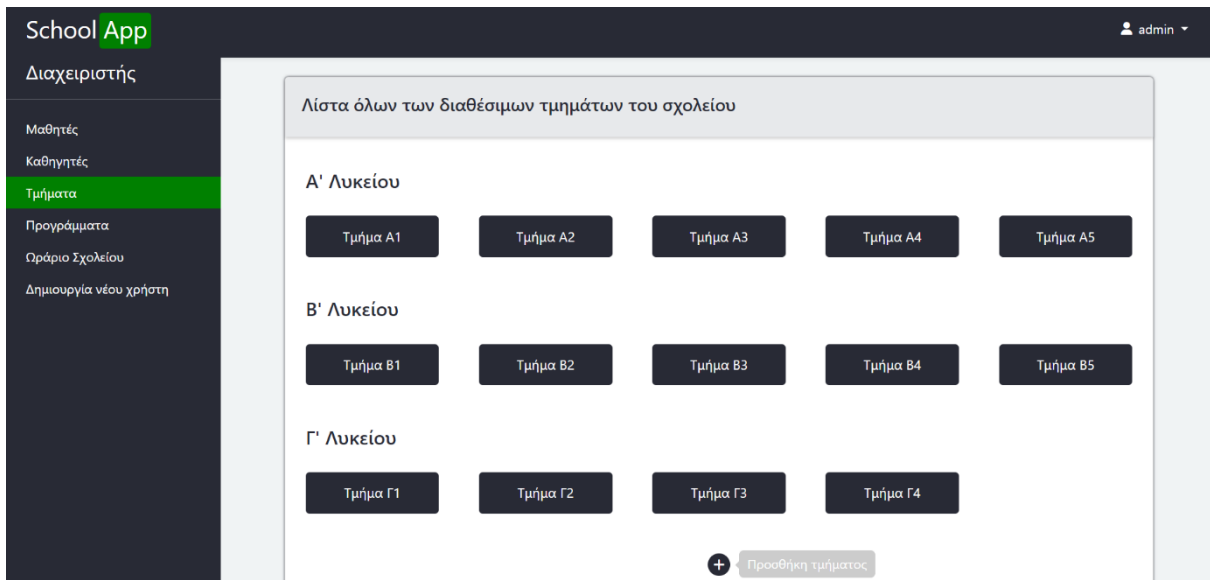 School App
admin
Διαχειριστής
Μαθητές
Καθηγητές
Τμήματα
Προγράμματα
Ωράριο Σχολείου
Δημιουργία νέου χρήστη
Λίστα όλων των διαθέσιμων τμημάτων του σχολείου
Α' Λυκείου
Τμήμα Α1 Τμήμα Α2 Τμήμα Α3 Τμήμα Α4 Τμήμα Α5
Β' Λυκείου
Τμήμα Β1 Τμήμα Β2 Τμήμα Β3 Τμήμα Β4 Τμήμα Β5
Γ' Λυκείου
Τμήμα Γ1 Τμήμα Γ2 Τμήμα Γ3 Τμήμα Γ4
Προσθήκη τμήματος